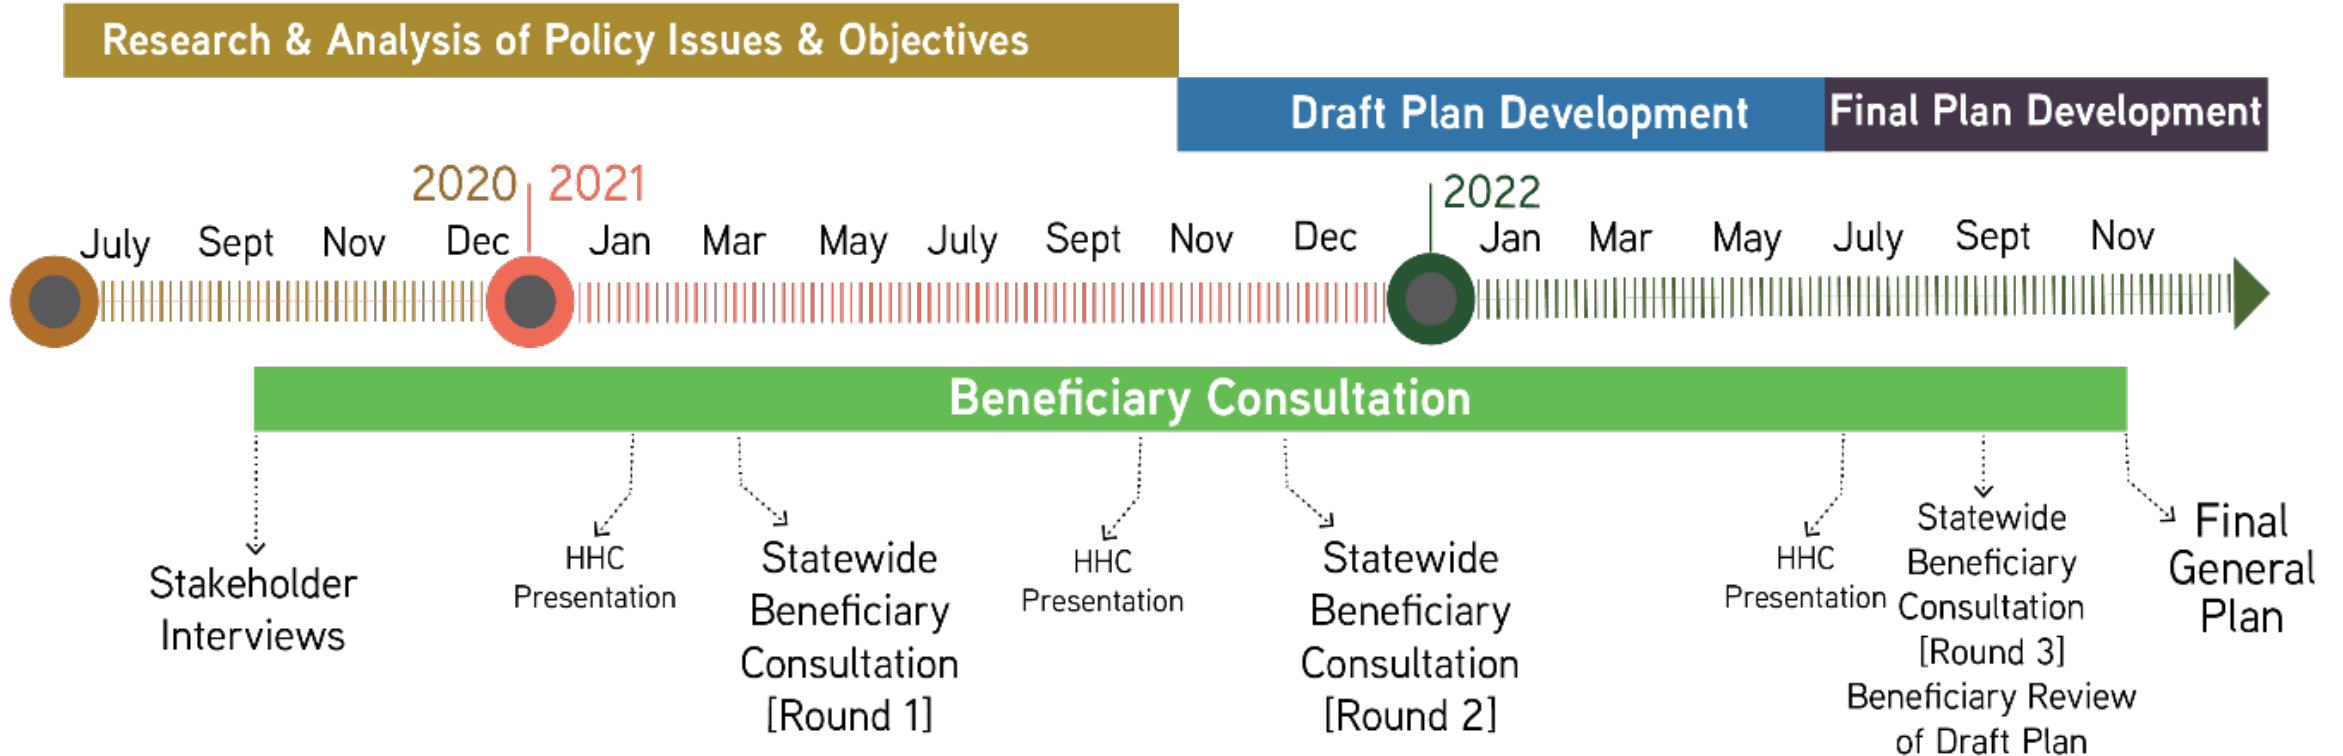 Research & Analysis of Policy Issues & Objectives
Draft Plan Development
Final Plan Development
2020
2021
2022
July
Sept
Nov
Dec
Jan
Mar
May
July
Sept
Nov
Dec
Jan
Mar
May
July
Sept
Nov
Beneficiary Consultation
Stakeholder
Interviews
HHC
Presentation
Statewide
Beneficiary
Consultation
[Round 1]
HHC
Presentation
Statewide
Beneficiary
Consultation
[Round 2]
HHC
Presentation
Statewide
Beneficiary
Consultation
[Round 3]
Beneficiary Review
of Draft Plan
Final
General
Plan